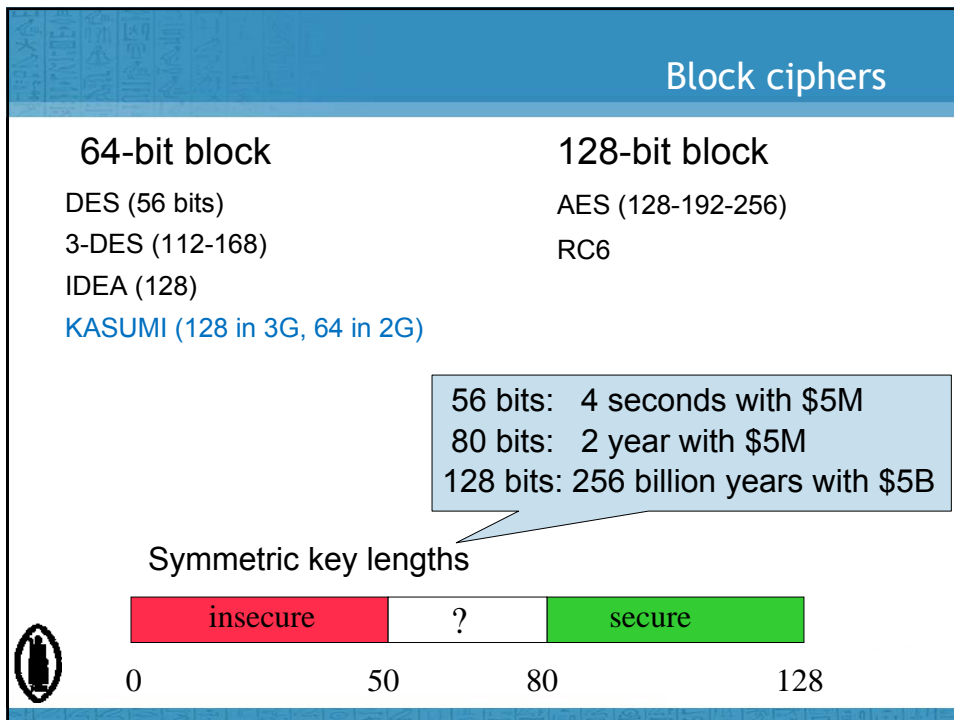 Block ciphers
64-bit block
DES (56 bits)
3-DES (112-168)
IDEA (128)
KASUMI (128 in 3G, 64 in 2G)
128-bit block
AES (128-192-256)
RC6
56 bits: 4 seconds with $5M
80 bits: 2 year with $5M
128 bits: 256 billion years with $5B
Symmetric key lengths
insecure ? secure
0 50 80 128